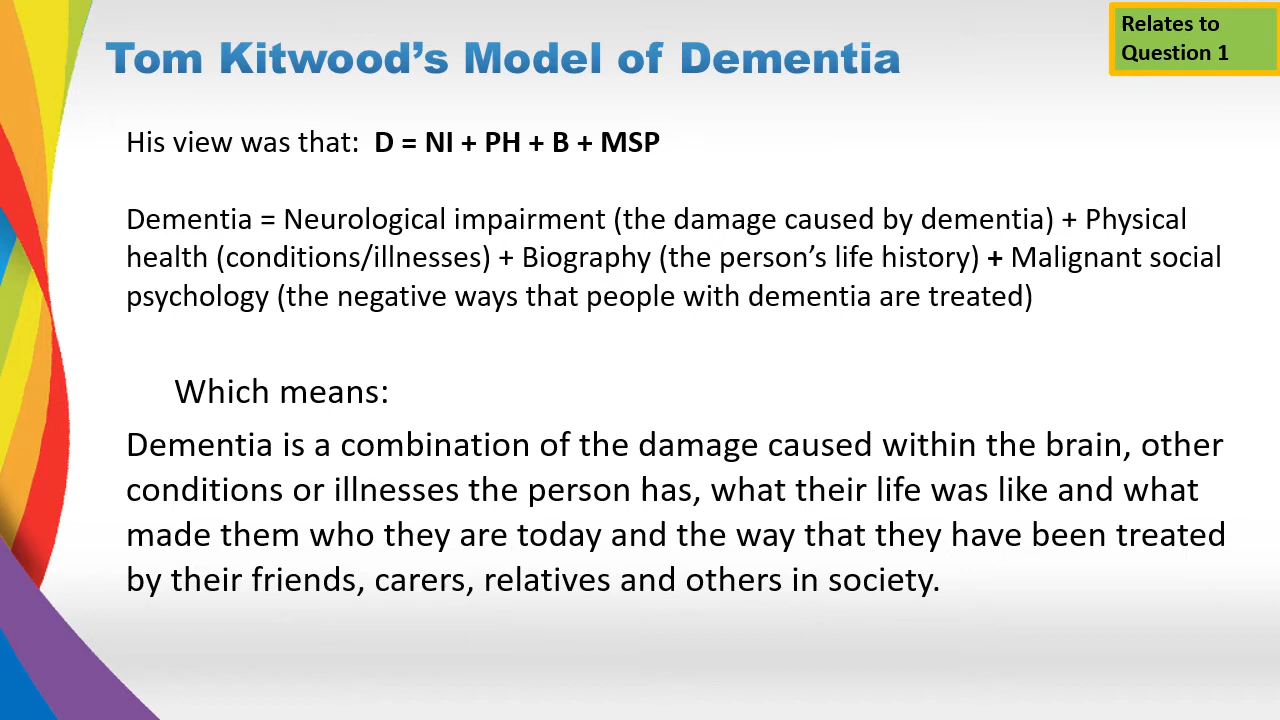 Relates to
Question 1
Tom Kitwood’s Model of Dementia
His view was that: D = NI + PH + B + MSP
Dementia = Neurological impairment (the damage caused by dementia) + Physical
health (conditions/illnesses) + Biography (the person’s life history) + Malignant social
psychology (the negative ways that people with dementia are treated)
Which means:
Dementia is a combination of the damage caused within the brain, other
conditions or illnesses the person has, what their life was like and what
made them who they are today and the way that they have been treated
by their friends, carers, relatives and others in society.